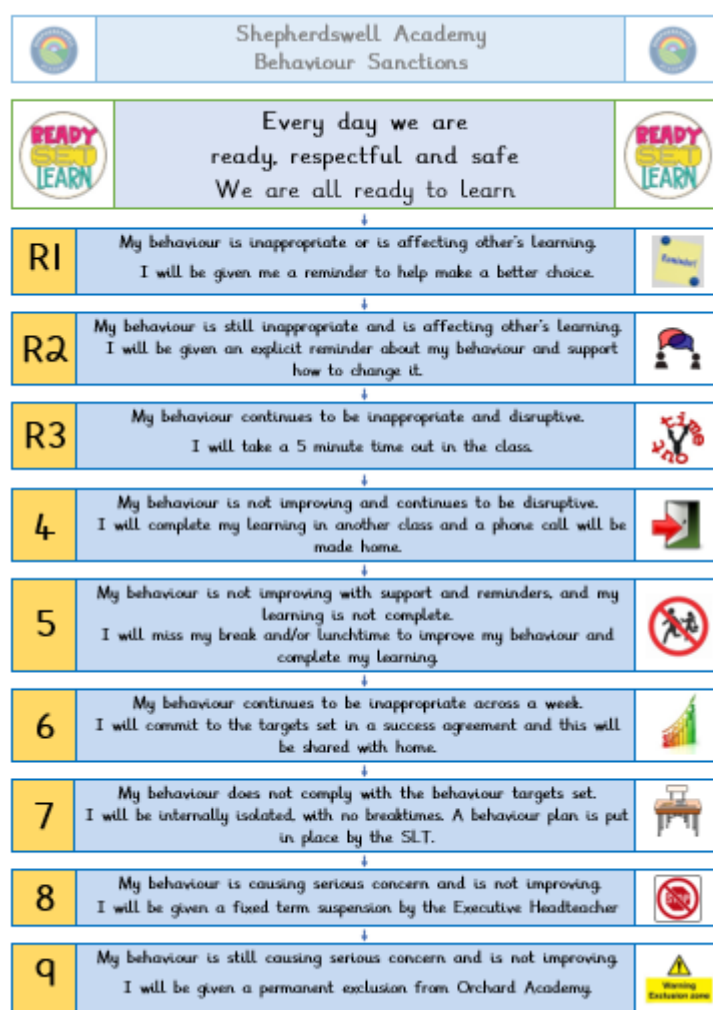 Shepherdswell Academy
Behaviour Sanctions
READY
SET
LEARN
Every day we are
ready, respectful and safe
We are all ready to learn
READY
SET
LEARN
R1
My behaviour is inappropriate or is affecting other's learning.
I will be given me a reminder to help make a better choice.
Reminder!
R2
My behaviour is still inappropriate and is affecting other's learning.
I will be given an explicit reminder about my behaviour and support
how to change it.
R3
My behaviour continues to be inappropriate and disruptive.
I will take a 5 minute time out in the class.
time
out
4
My behaviour is not improving and continues to be disruptive.
I will complete my learning in another class and a phone call will be
made home.
5
My behaviour is not improving with support and reminders, and my
learning is not complete.
I will miss my break and/or lunchtime to improve my behaviour and
complete my learning.
6
My behaviour continues to be inappropriate across a week.
I will commit to the targets set in a success agreement and this will
be shared with home.
7
My behaviour does not comply with the behaviour targets set.
I will be internally isolated, with no breaktimes. A behaviour plan is put
in place by the SLT.
8
My behaviour is causing serious concern and is not improving.
I will be given a fixed term suspension by the Executive Headteacher
9
My behaviour is still causing serious concern and is not improving.
I will be given a permanent exclusion from Orchard Academy.
Warning
Exclusion zone